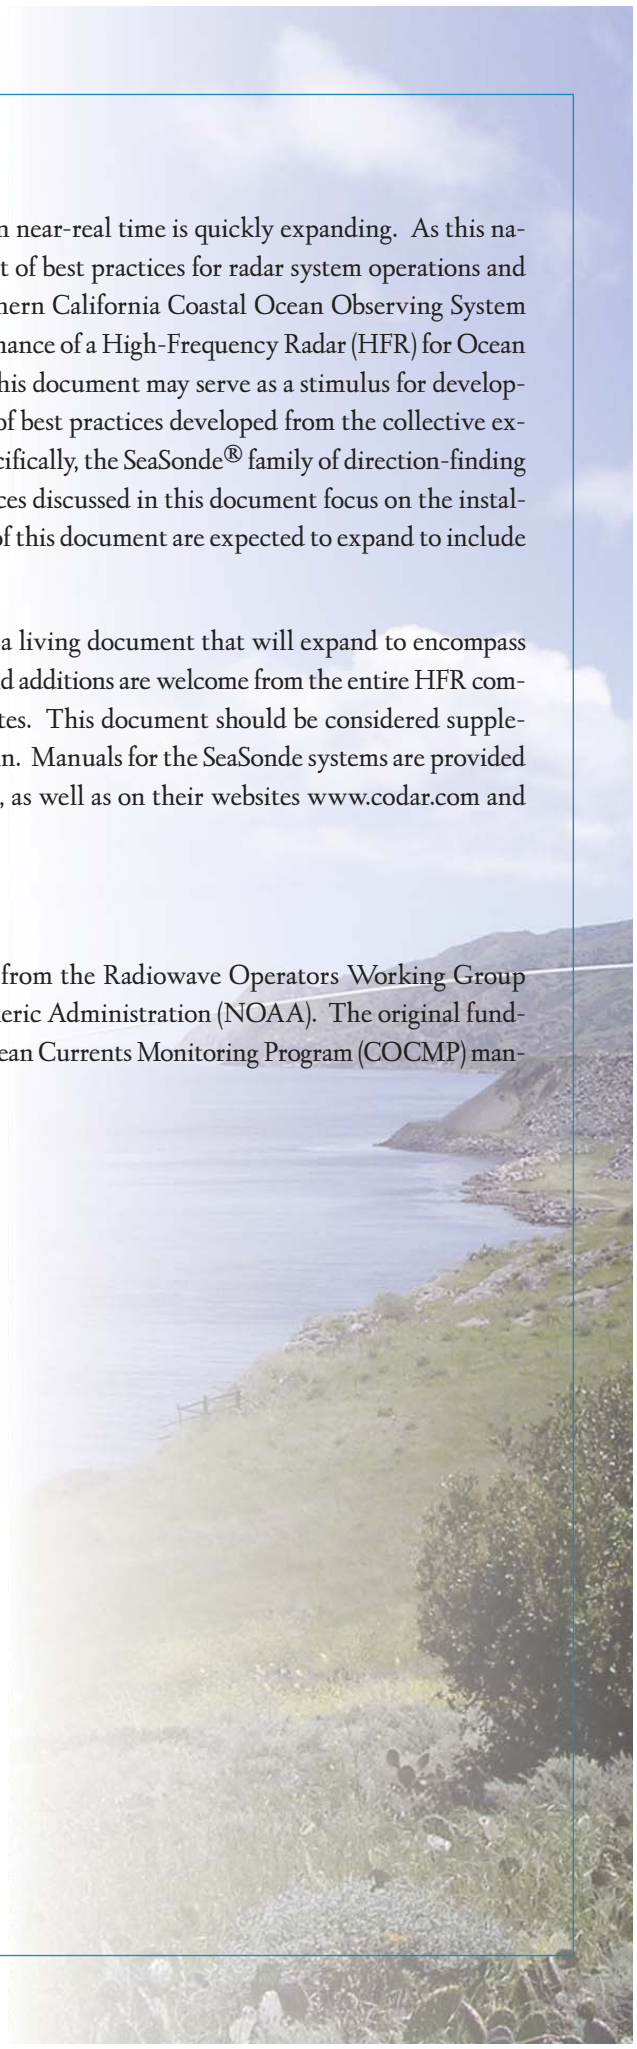 n near-real time is quickly expanding. As this na-
t of best practices for radar system operations and
hern California Coastal Ocean Observing System
nance of a High-Frequency Radar (HFR) for Ocean
his document may serve as a stimulus for develop-
of best practices developed from the collective ex-
cifically, the SeaSonde® family of direction-finding
ces discussed in this document focus on the instal-
of this document are expected to expand to include
a living document that will expand to encompass
d additions are welcome from the entire HFR com-
tes. This document should be considered supple-
in. Manuals for the SeaSonde systems are provided
, as well as on their websites www.codar.com and
from the Radiowave Operators Working Group
eric Administration (NOAA). The original fund-
ean Currents Monitoring Program (COCMP) man-